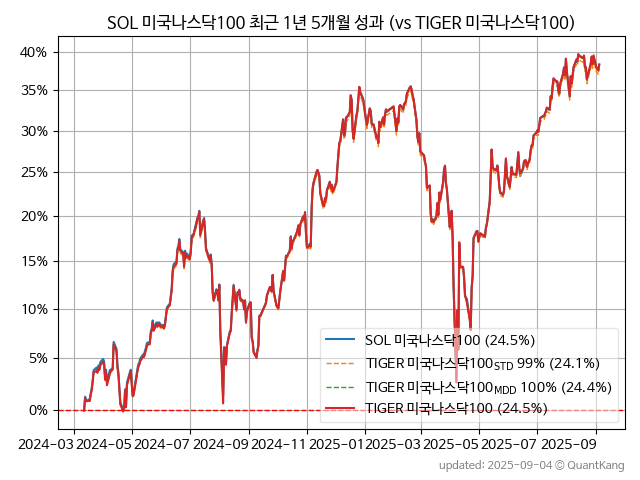 SOL 미국나스닥100 최근 1년 5개월 성과 (vs TIGER 미국나스닥100)
40%
35%
30%
25%
20%
15%
10%
5%
0%
SOL 미국나스닥100 (24.5%)
TIGER 미국나스닥100STD 99% (24.1%)
TIGER 미국나스닥100MDD 100% (24.4%)
TIGER 미국나스닥100 (24.5%)
2024-03 2024-05 2024-07 2024-09 2024-11 2025-01 2025-03 2025-05 2025-07 2025-09
updated: 2025-09-04 © QuantKang